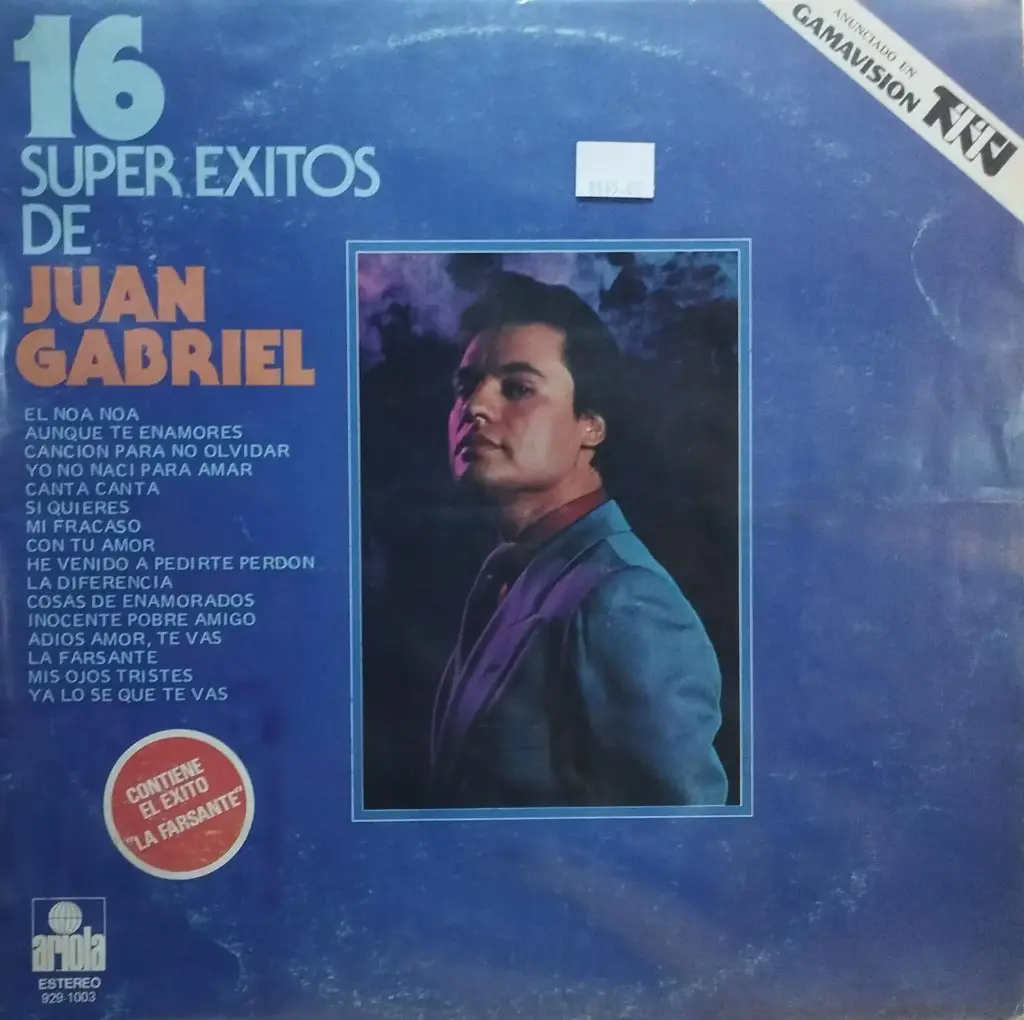 16
SUPER EXITOS
DE
JUAN
GABRIEL
EL NOA NOA
AUNQUE TE ENAMORES
CANCION PARA NO OLVIDAR
YO NO NACI PARA AMAR
CANTA CANTA
SI QUIERES
MI FRACASO
CON TU AMOR
HE VENIDO A PEDIRTE PERDON
LA DIFERENCIA
COSAS DE ENAMORADOS
INOCENTE POBRE AMIGO
ADIOS AMOR, TE VAS
LA FARSANTE
MIS OJOS TRISTES
YA LO SE QUE TE VAS
CONTIENE
EL EXITO
"LA FARSANTE"
ariola
ESTEREO
929-1003
ANUNCIADO EN
GAMAVISION